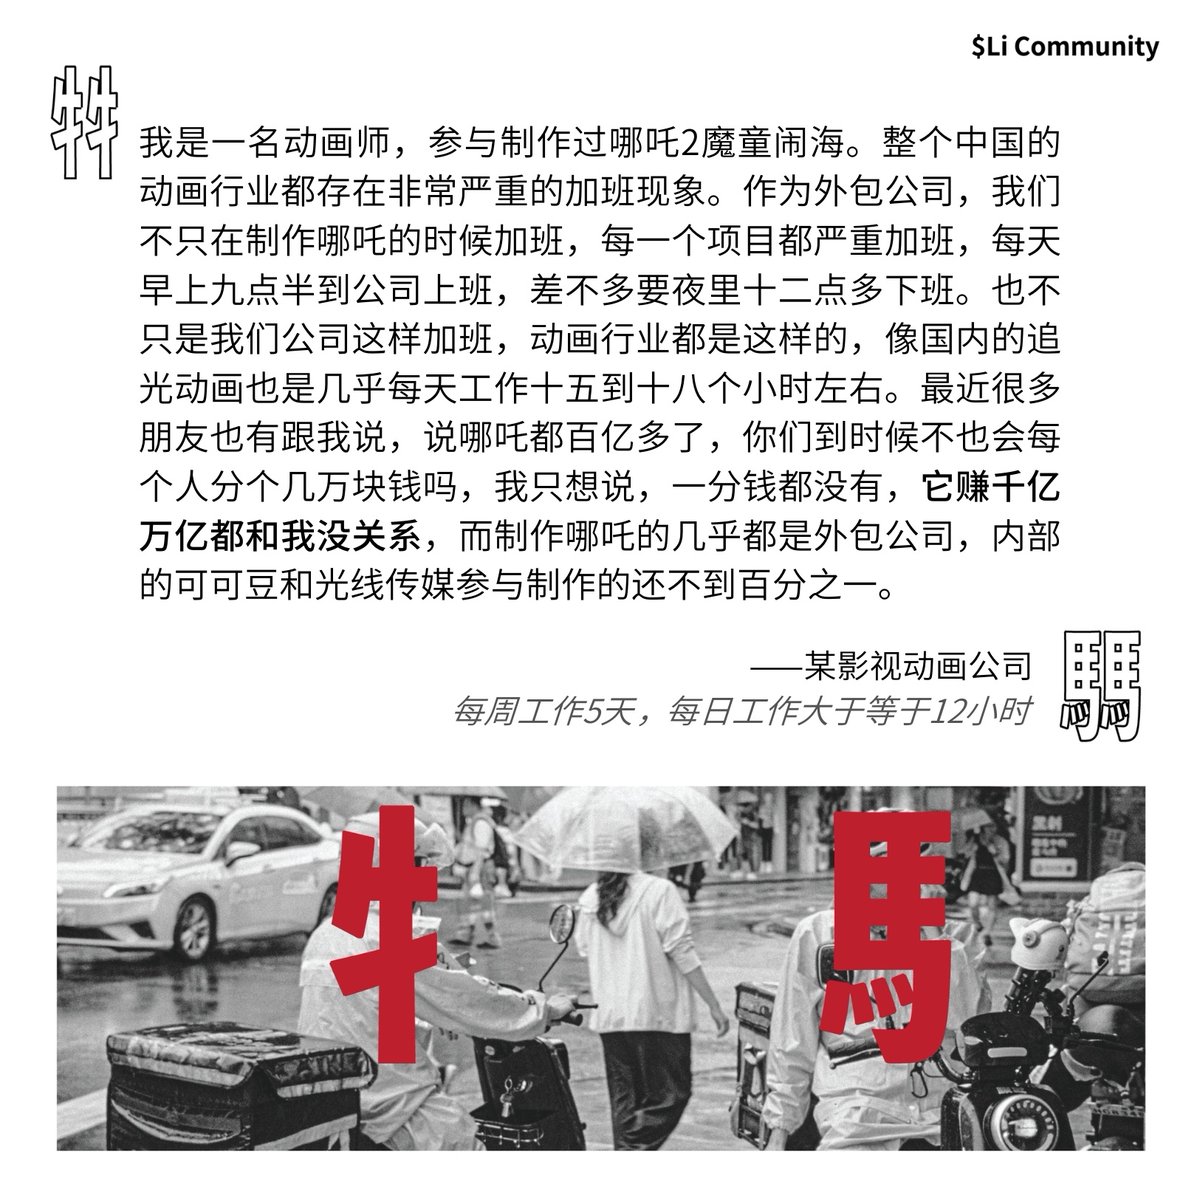 $Li Community
牜牜
我是一名动画师，参与制作过哪吒2魔童闹海。整个中国的
动画行业都存在非常严重的加班现象。作为外包公司，我们
不只在制作哪吒的时候加班，每一个项目都严重加班，每天
早上九点半到公司上班，差不多要夜里十二点多下班。也不
只是我们公司这样加班，动画行业都是这样的，像国内的追
光动画也是几乎每天工作十五到十八个小时左右。最近很多
朋友也有跟我说，说哪吒都百亿多了，你们到时候不也会每
个人分个几万块钱吗，我只想说，一分钱都没有，它赚千亿
万亿都和我没关系，而制作哪吒的几乎都是外包公司，内部
的可可豆和光线传媒参与制作的还不到百分之一。
——某影视动画公司
每周工作5天，每日工作大于等于12小时
馬馬
牜 馬